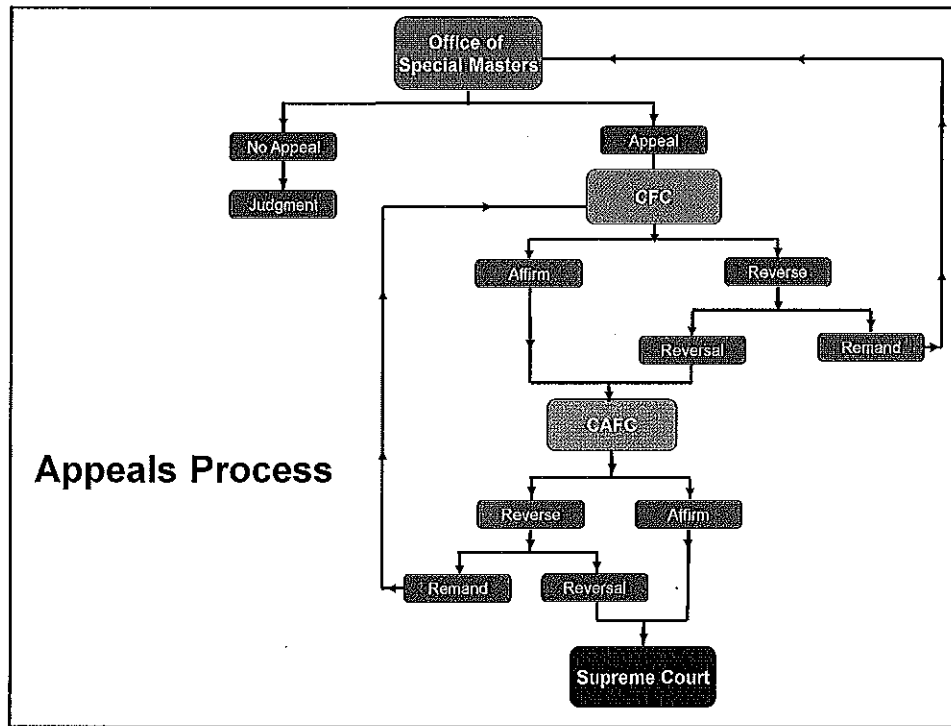 Office of
Special Masters
No Appeal
Appeal
Judgment
CFC
Affirm
Reverse
Reversal
Remand
CAFC
Appeals Process
Reverse
Affirm
Remand
Reversal
Supreme Court